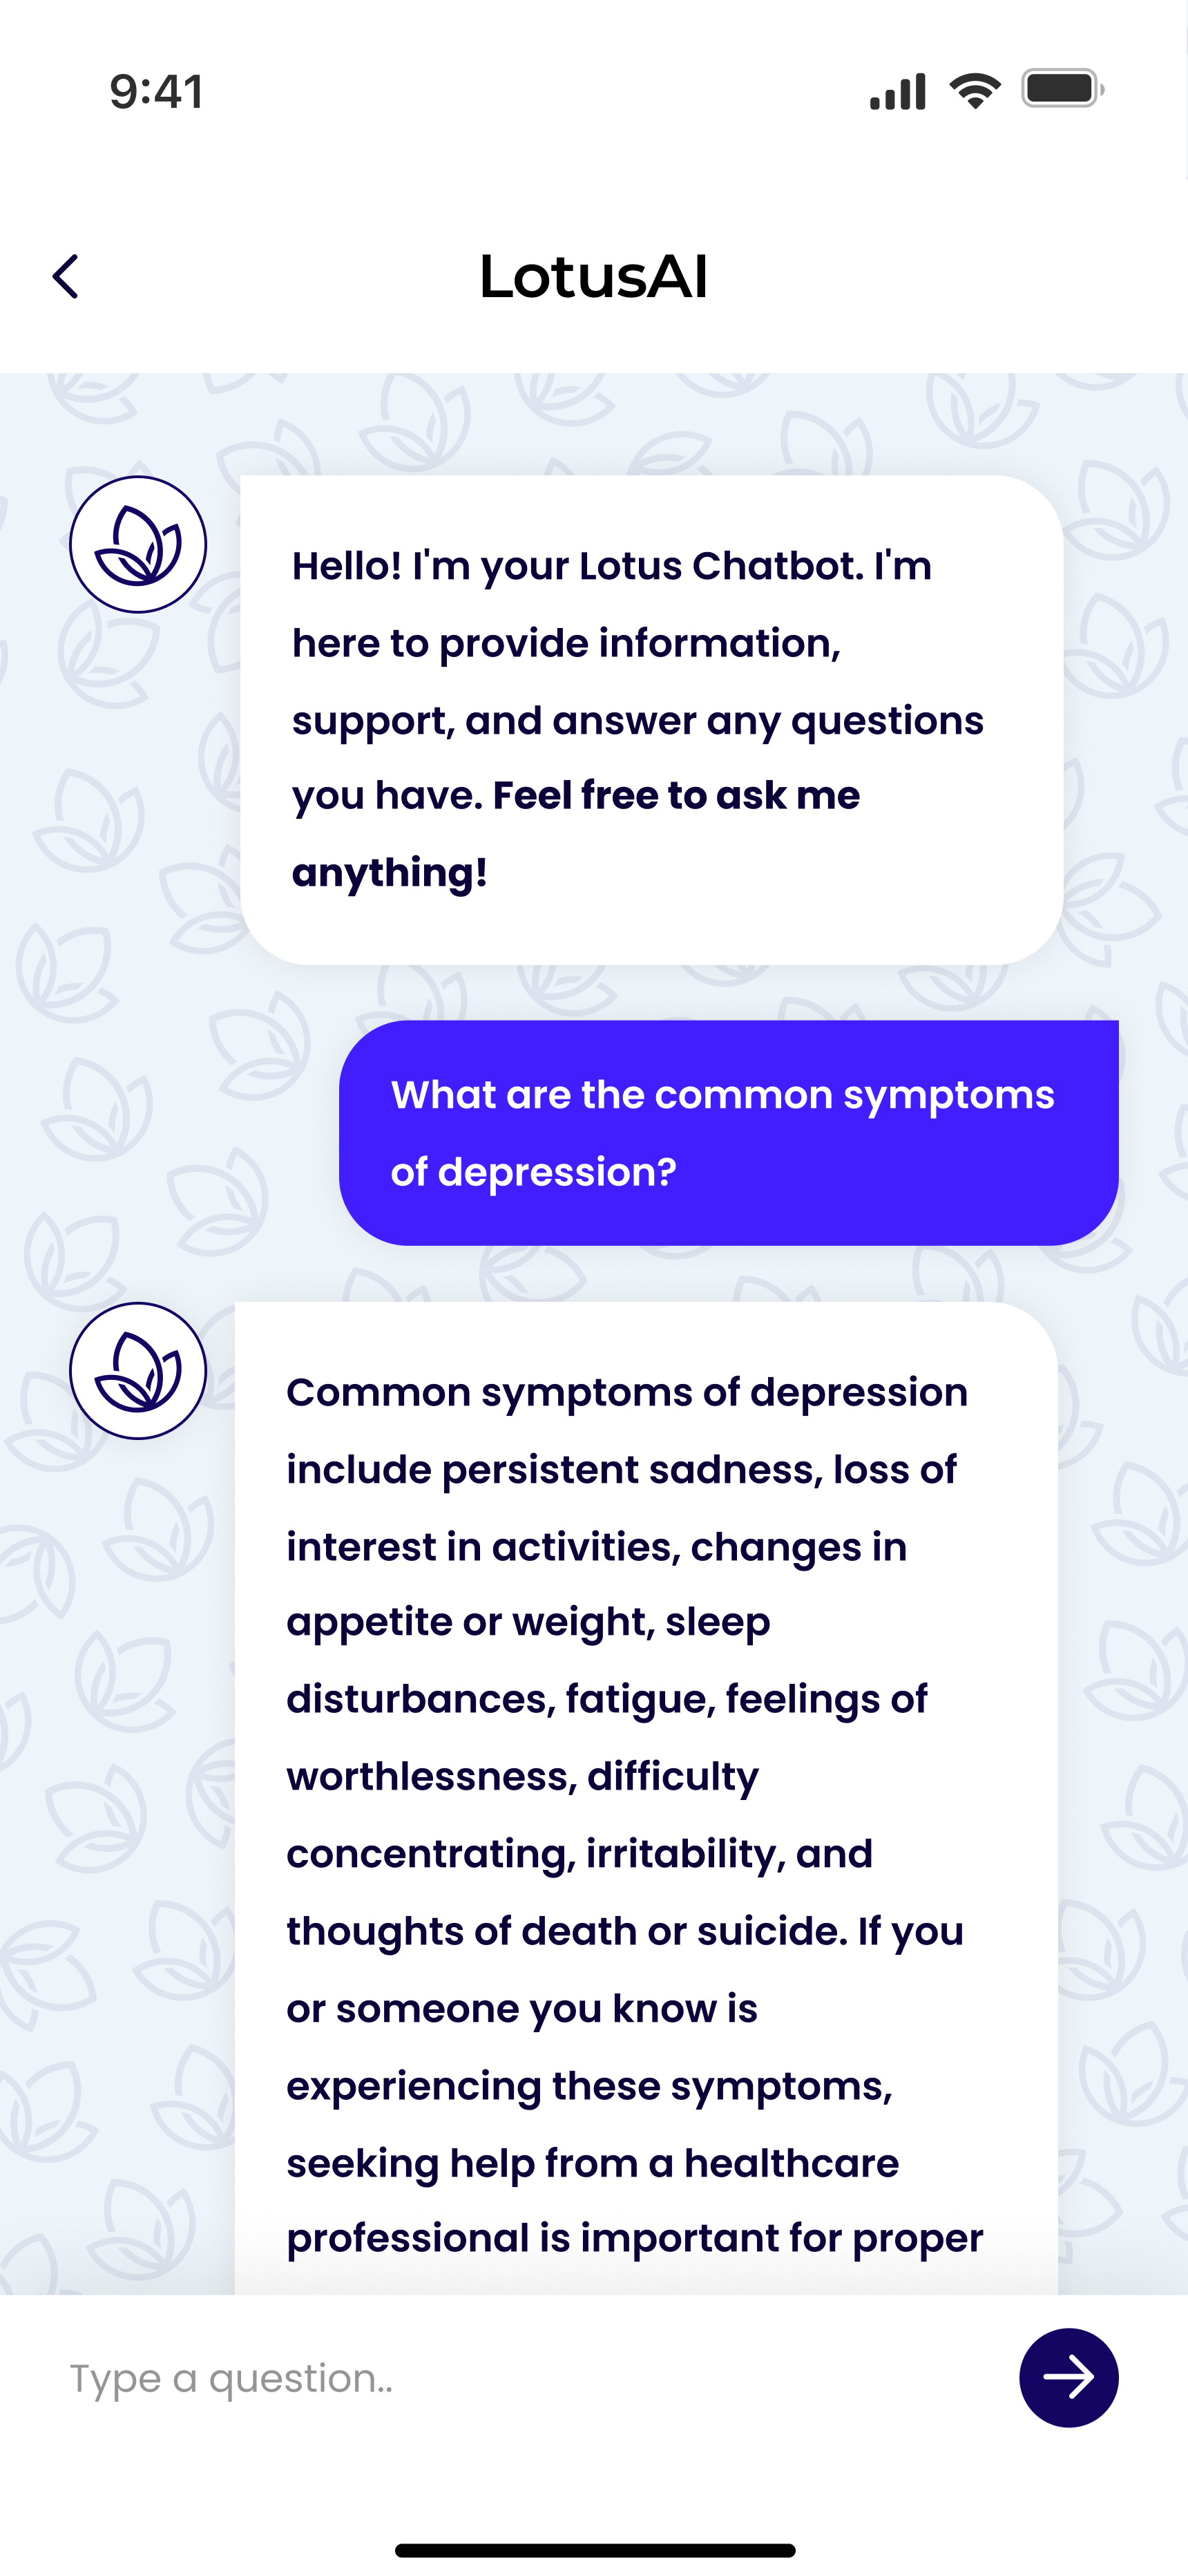 9:41
LotusAI
Hello! I'm your Lotus Chatbot. I'm
here to provide information,
support, and answer any questions
you have. Feel free to ask me
anything!
What are the common symptoms
of depression?
Common symptoms of depression
include persistent sadness, loss of
interest in activities, changes in
appetite or weight, sleep
disturbances, fatigue, feelings of
worthlessness, difficulty
concentrating, irritability, and
thoughts of death or suicide. If you
or someone you know is
experiencing these symptoms,
seeking help from a healthcare
professional is important for proper
Type a question..